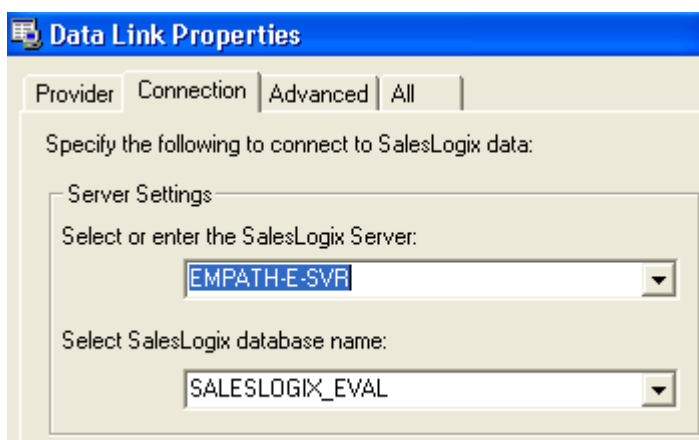 Data Link Properties
Provider Connection Advanced All
Specify the following to connect to SalesLogix data:
Server Settings
Select or enter the SalesLogix Server:
EMPATH-E-SVR
Select SalesLogix database name:
SALESLOGIX_EVAL